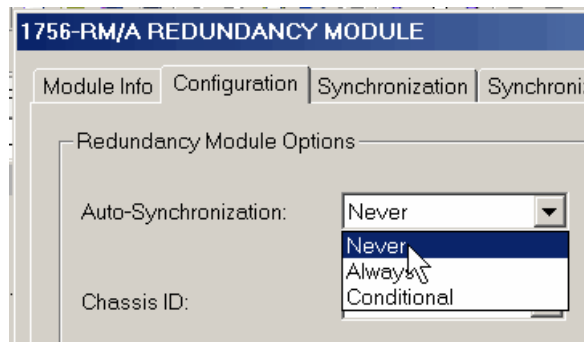 1756-RM/A REDUNDANCY MODULE
Module Info Configuration Synchronization
Redundancy Module Options
Auto-Synchronization: Never
Never
Always
Conditional
Chassis ID: